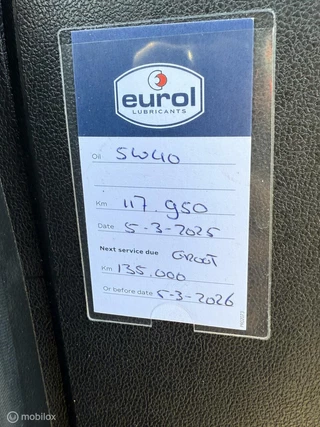 eurol
LUBRICANTS
Oil 5W40
Km 117.950
Date 5-3-2025
Next service due GROOT
Km 135.000
Or before date 5-3-2026
mobilox